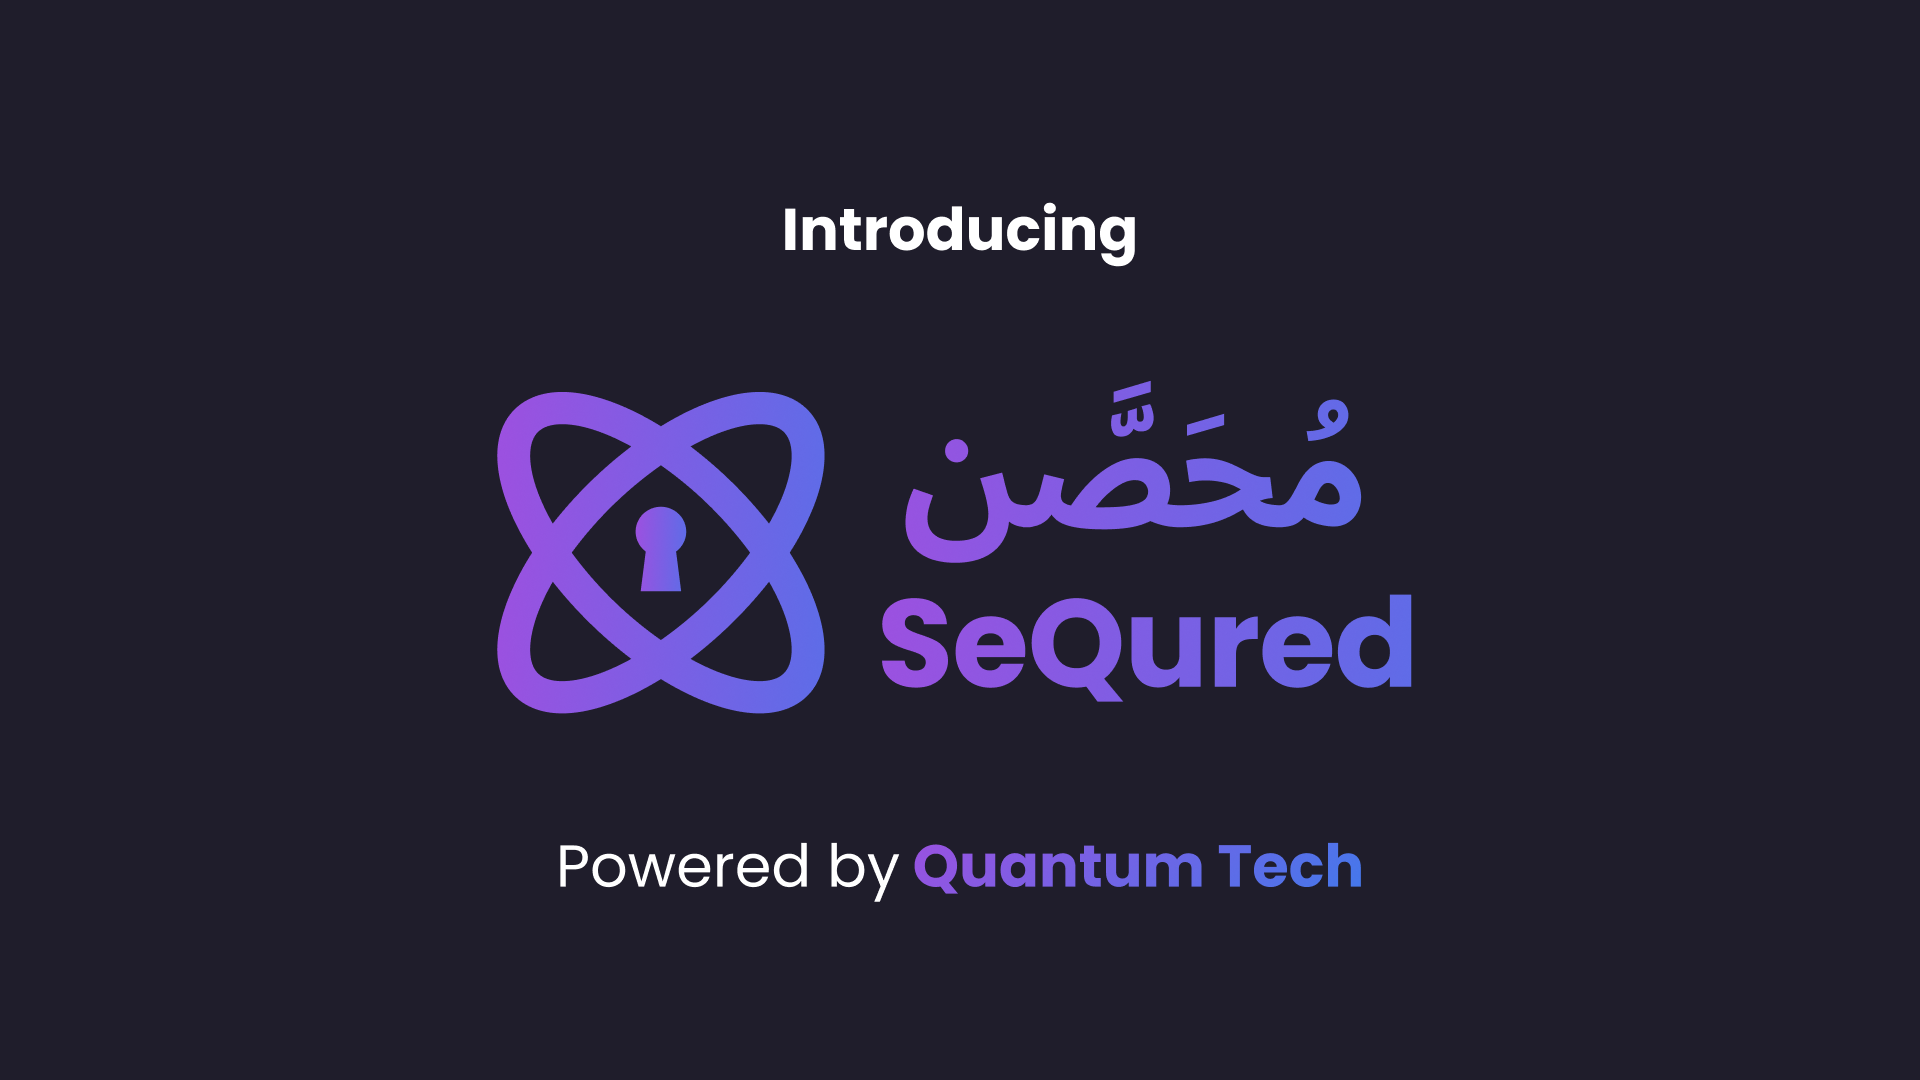 Introducing
مُحَصَّن
SeQured
Powered by Quantum Tech